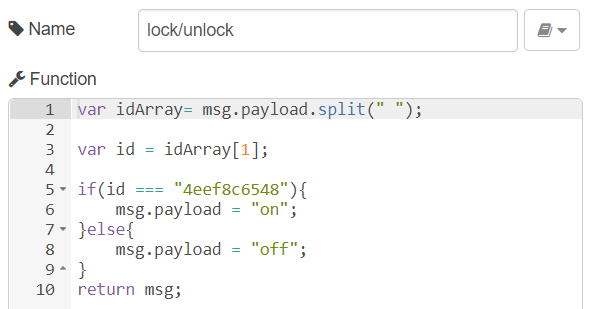 Name
lock/unlock
Function
1 var idArray= msg.payload.split(" ");
2
3 var id = idArray[1];
4
5 if(id === "4eef8c6548"){
6     msg.payload = "on";
7 }else{
8     msg.payload = "off";
9 }
10 return msg;